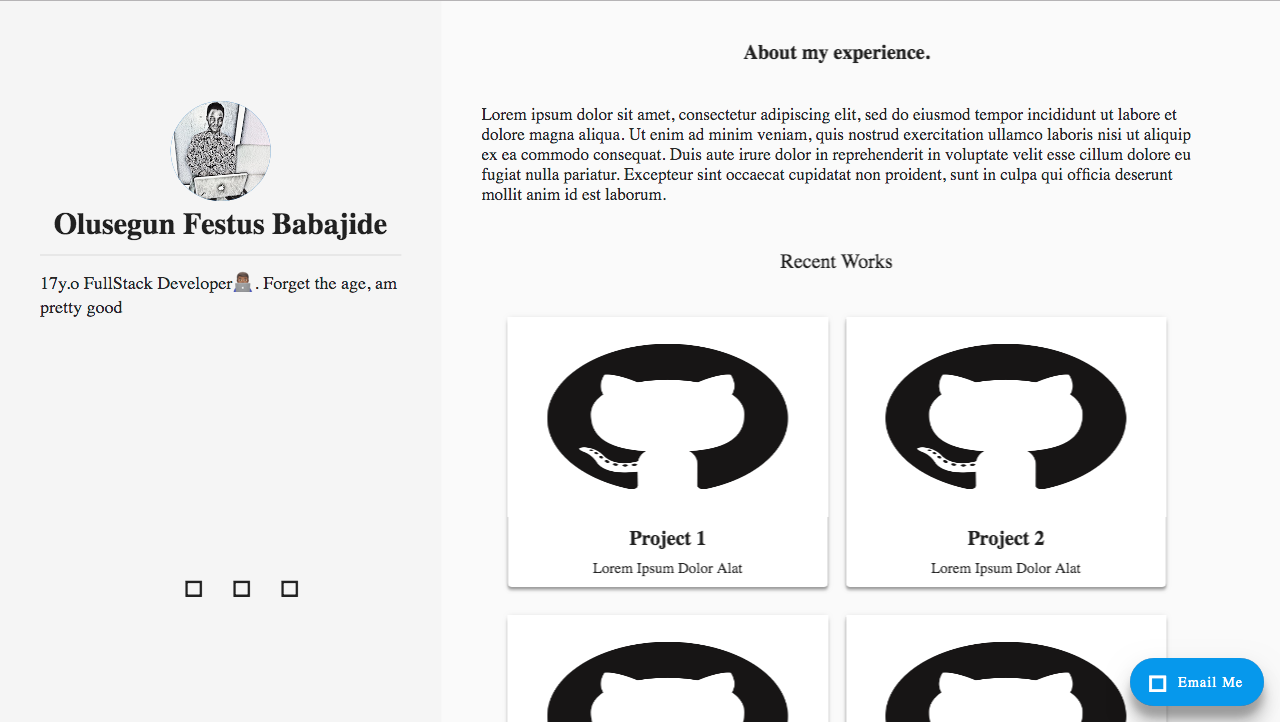 Olusegun Festus Babajide
17y.o FullStack Developer👨🏽‍💻. Forget the age, am
pretty good
About my experience.
Lorem ipsum dolor sit amet, consectetur adipiscing elit, sed do eiusmod tempor incididunt ut labore et
dolore magna aliqua. Ut enim ad minim veniam, quis nostrud exercitation ullamco laboris nisi ut aliquip
ex ea commodo consequat. Duis aute irure dolor in reprehenderit in voluptate velit esse cillum dolore eu
fugiat nulla pariatur. Excepteur sint occaecat cupidatat non proident, sunt in culpa qui officia deserunt
mollit anim id est laborum.
Recent Works
Project 1
Lorem Ipsum Dolor Alat
Project 2
Lorem Ipsum Dolor Alat
Email Me